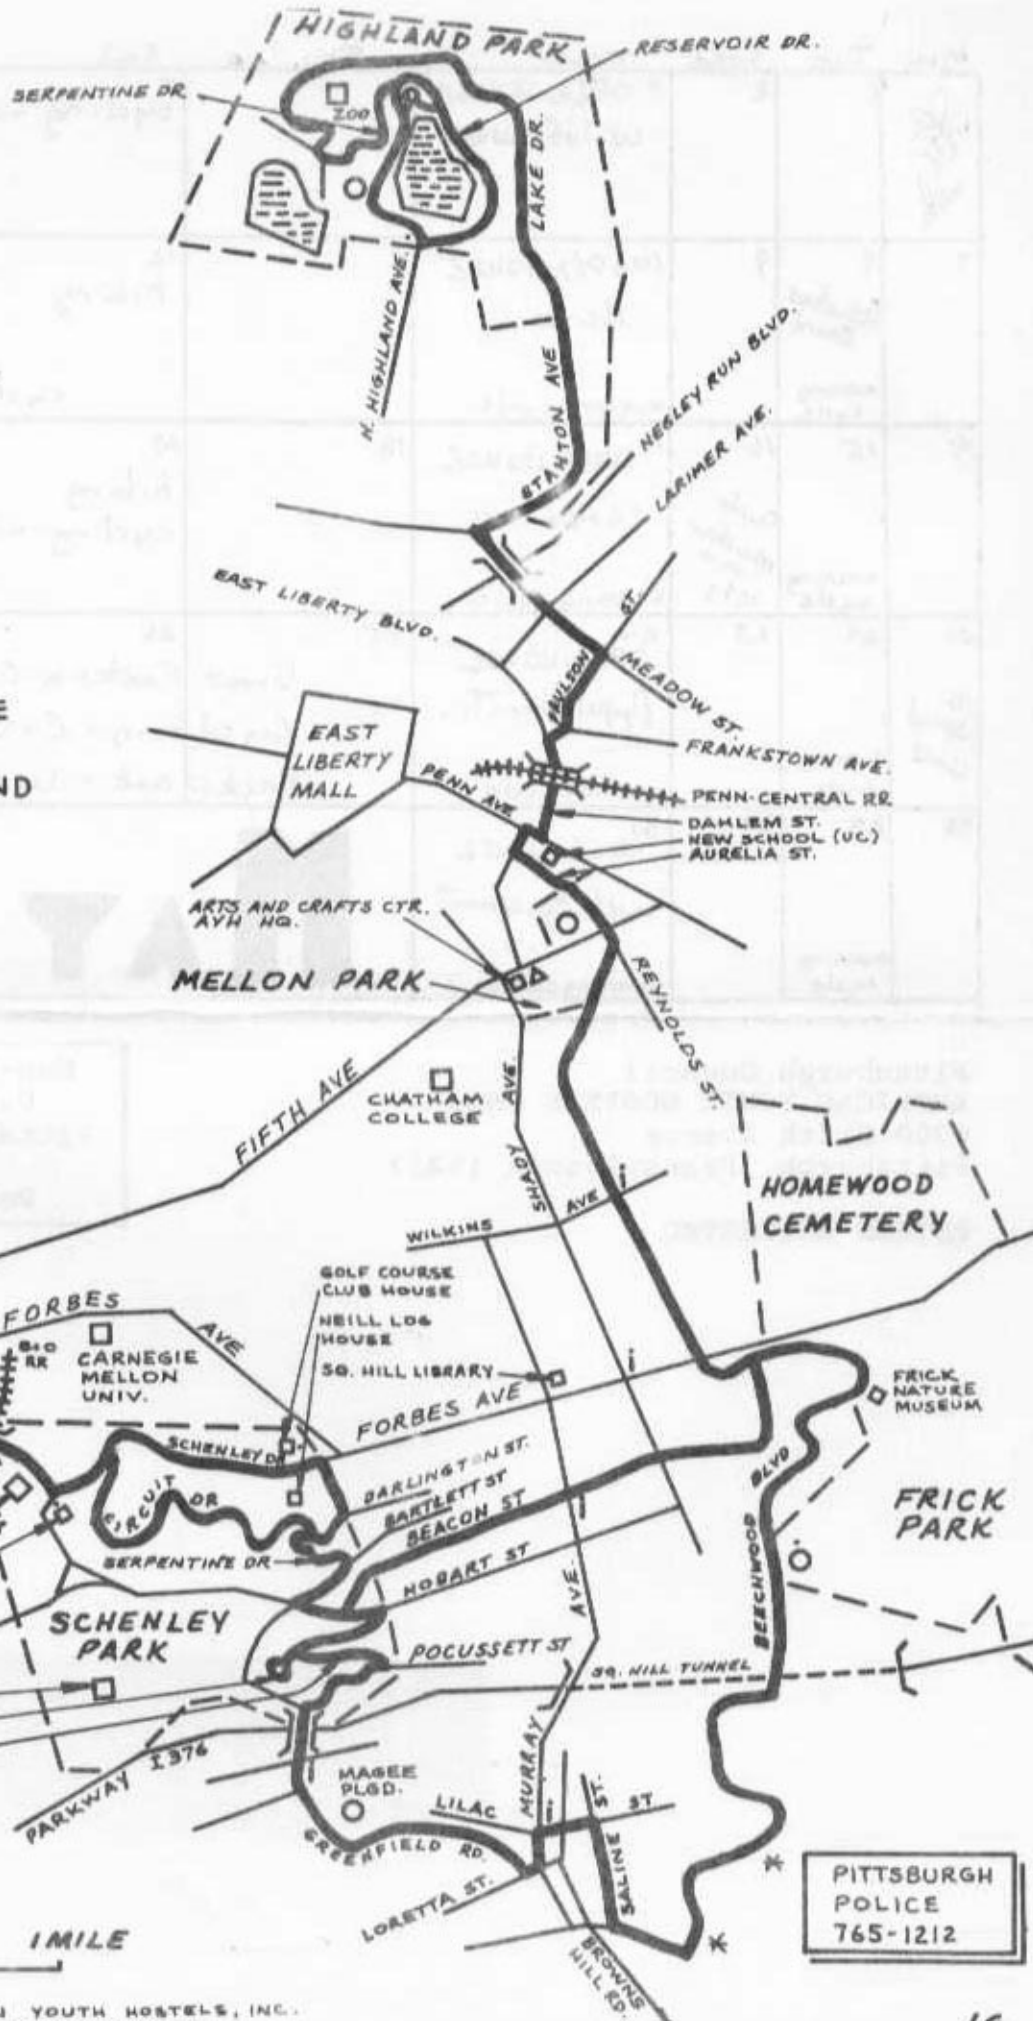 HIGHLAND PARK
RESERVOIR DR.
SERPENTINE DR
ZOO
LAKE DR.
N. HIGHLAND AVE.
STANTON AVE
NEGLEY RUN BLVD.
LARIMER AVE.
EAST LIBERTY BLVD.
PAULSON
ST.
MEADOW ST.
FRANKSTOWN AVE.
EAST
LIBERTY
MALL
PENN AVE
PENN-CENTRAL RR
DAHLEM ST.
NEW SCHOOL (UC)
AURELIA ST.
ND
ARTS AND CRAFTS CTR.
AYH HQ.
MELLON PARK
REYNOLDS ST.
FIFTH AVE
CHATHAM
COLLEGE
SHADY AVE.
HOMEWOOD
CEMETERY
WILKINS AVE
GOLF COURSE
CLUB HOUSE
NEILL LOG
HOUSE
SQ. HILL LIBRARY
FORBES AVE
B&O
RR
CARNEGIE
MELLON
UNIV.
FORBES AVE
FRICK
NATURE
MUSEUM
SCHENLEY DR
CIRCUIT DR
DARLINGTON ST.
BARTLETT ST
BEACON ST
SERPENTINE DR
HOBART ST
FRICK
PARK
BEECHWOOD BLVD
SCHENLEY
PARK
POCUSSETT ST
SQ. HILL TUNNEL
MURRAY AVE.
PARKWAY I 376
MAGEE
PLGD.
LILAC ST
GREENFIELD RD.
SALINE ST.
LORETTA ST.
BROWNS
HILL RD.
PITTSBURGH
POLICE
765-1212
1 MILE
N YOUTH HOSTELS, INC.